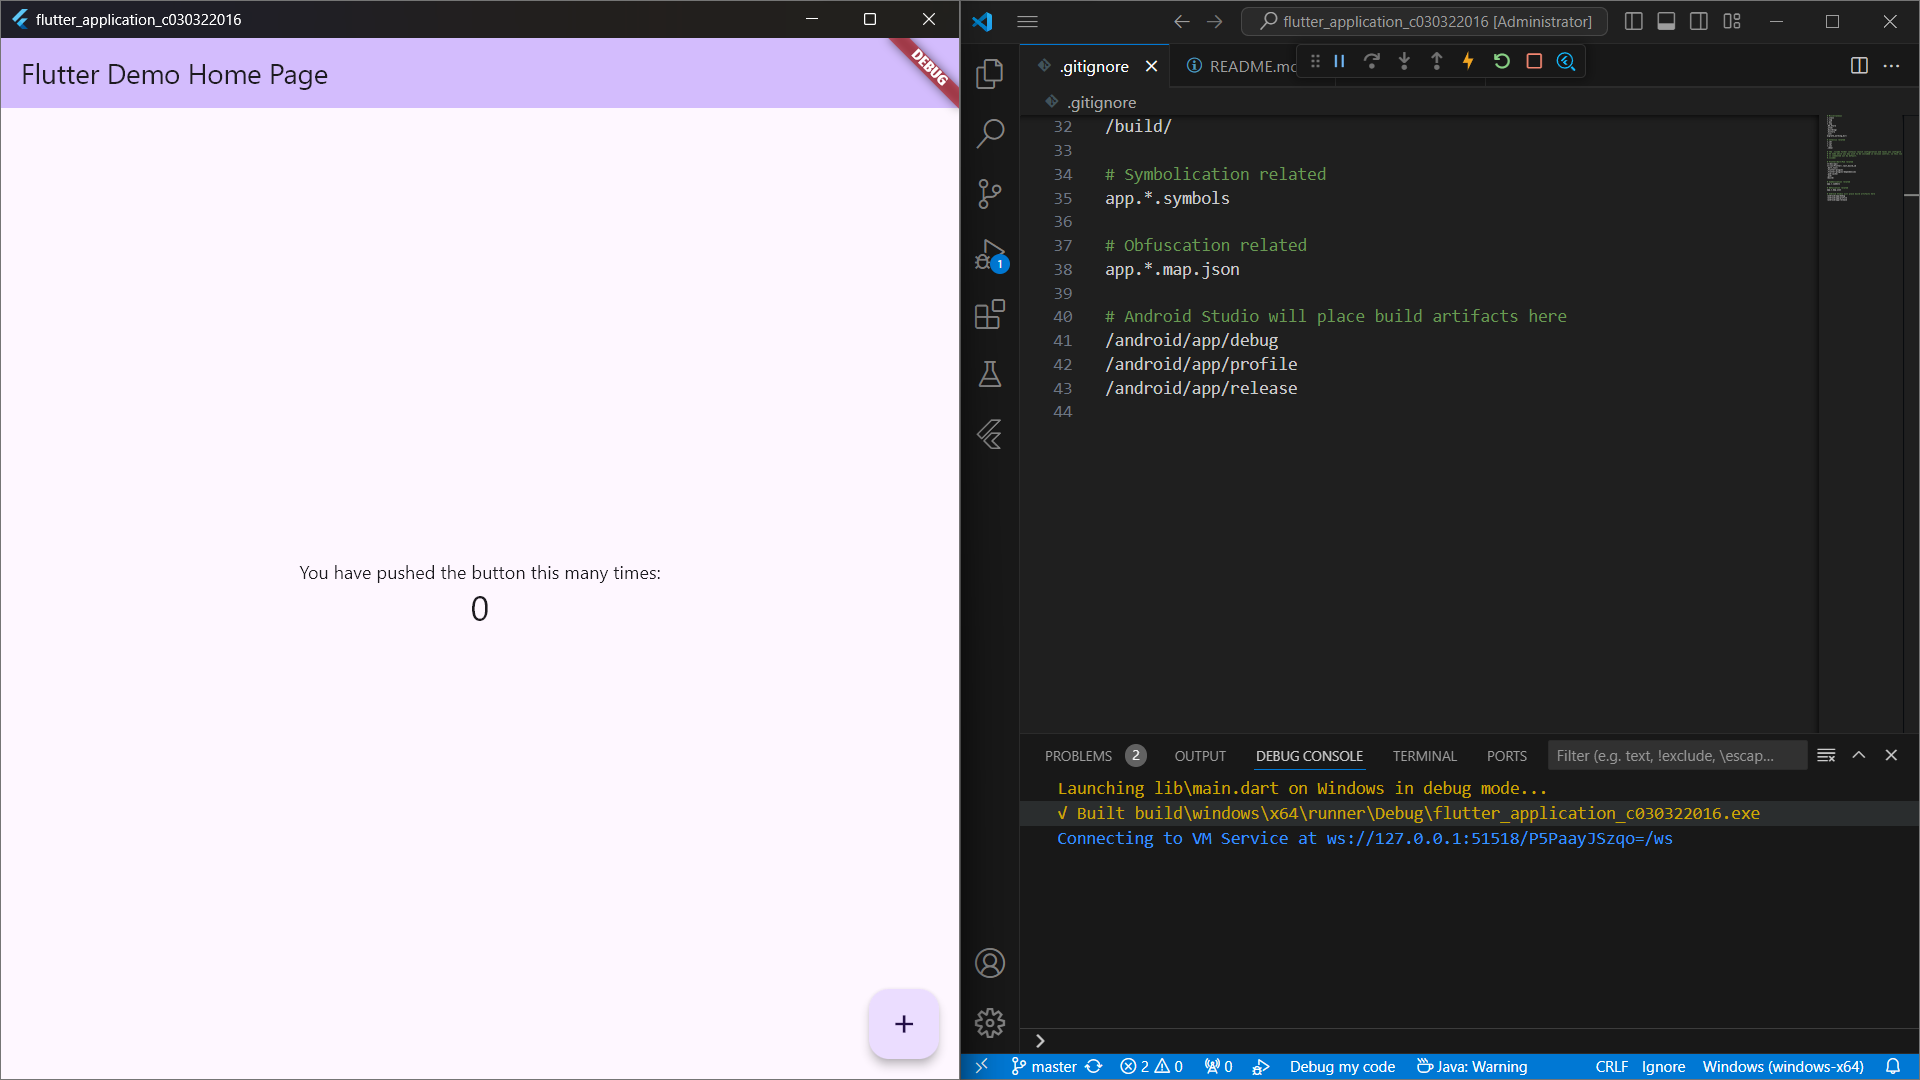 flutter_application_c030322016
Flutter Demo Home Page
DEBUG
You have pushed the button this many times:
0
+
flutter_application_c030322016 [Administrator]
.gitignore
README.mc
.gitignore
32 /build/
33
34 # Symbolication related
35 app.*.symbols
36
37 # Obfuscation related
38 app.*.map.json
39
40 # Android Studio will place build artifacts here
41 /android/app/debug
42 /android/app/profile
43 /android/app/release
44
1
PROBLEMS 2 OUTPUT DEBUG CONSOLE TERMINAL PORTS Filter (e.g. text, !exclude, \escap...
Launching lib\main.dart on Windows in debug mode...
√ Built build\windows\x64\runner\Debug\flutter_application_c030322016.exe
Connecting to VM Service at ws://127.0.0.1:51518/P5PaayJSzqo=/ws
master 2 0 0 Debug my code Java: Warning CRLF Ignore Windows (windows-x64)